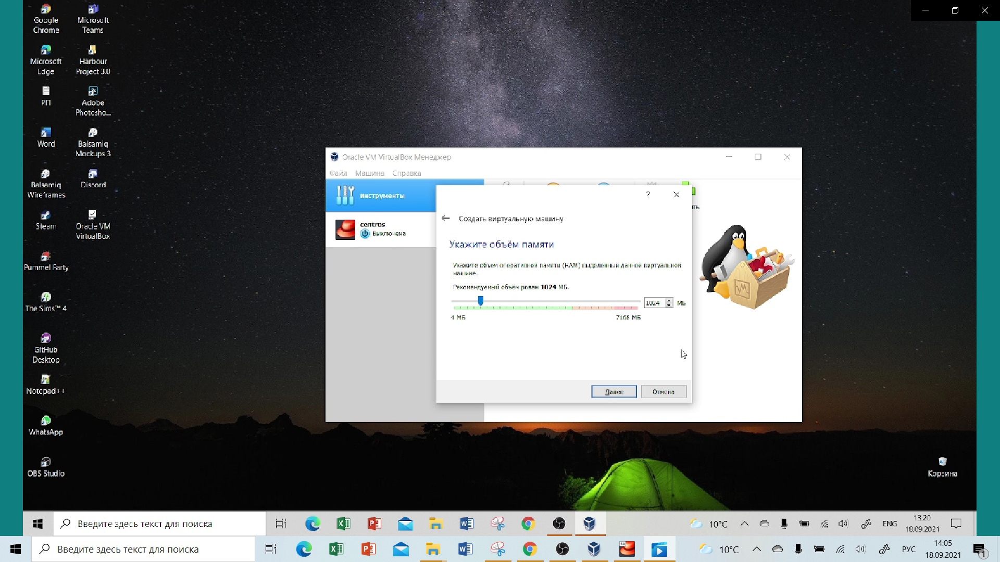 Google
Chrome
Microsoft
Teams
Microsoft
Edge
Harbour
Project 3.0
РП
Adobe
Photosho...
Word
Balsamiq
Mockups 3
Balsamiq
Wireframes
Discord
Steam
Oracle VM
VirtualBox
Pummel Party
The Sims™ 4
GitHub
Desktop
Notepad++
WhatsApp
OBS Studio
Корзина
Oracle VM VirtualBox Менеджер
Файл Машина Справка
Инструменты
centros
Выключена
ть
?
Создать виртуальную машину
Укажите объём памяти
Укажите объём оперативной памяти (RAM) выделенный данной виртуальной
машине.
Рекомендуемый объём равен 1024 МБ.
1024 МБ
4 МБ 7168 МБ
Далее Отмена
Введите здесь текст для поиска
10°C
ENG
13:20
18.09.2021
Введите здесь текст для поиска
64
10°C
РУС
14:05
18.09.2021
1